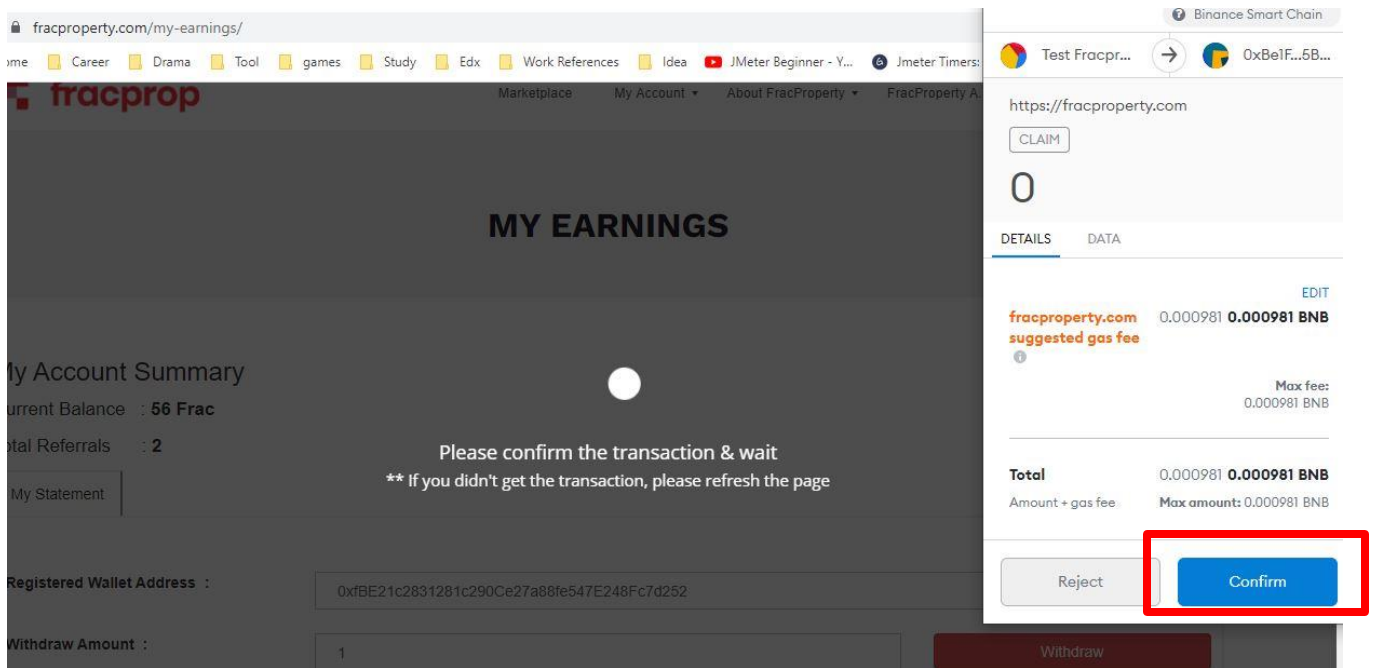 fracproperty.com/my-earnings/
Binance Smart Chain
Career Drama Tool games Study Edx Work References Idea JMeter Beginner - Y... Jmeter Timers:
Test Fracpr... 0xBe1F...5B...
fracprop
Marketplace My Account About FracProperty FracProperty A
https://fracproperty.com
CLAIM
0
MY EARNINGS
DETAILS DATA
EDIT
fracproperty.com 0.000981 0.000981 BNB
suggested gas fee
My Account Summary
Current Balance : 56 Frac
Max fee:
0.000981 BNB
Total Referrals : 2
Please confirm the transaction & wait
** If you didn't get the transaction, please refresh the page
Total 0.000981 0.000981 BNB
My Statement
Amount + gas fee Max amount: 0.000981 BNB
Reject Confirm
Registered Wallet Address :
0xfBE21c2831281c290Ce27a88fe547E248Fc7d252
Withdraw Amount :
1
Withdraw